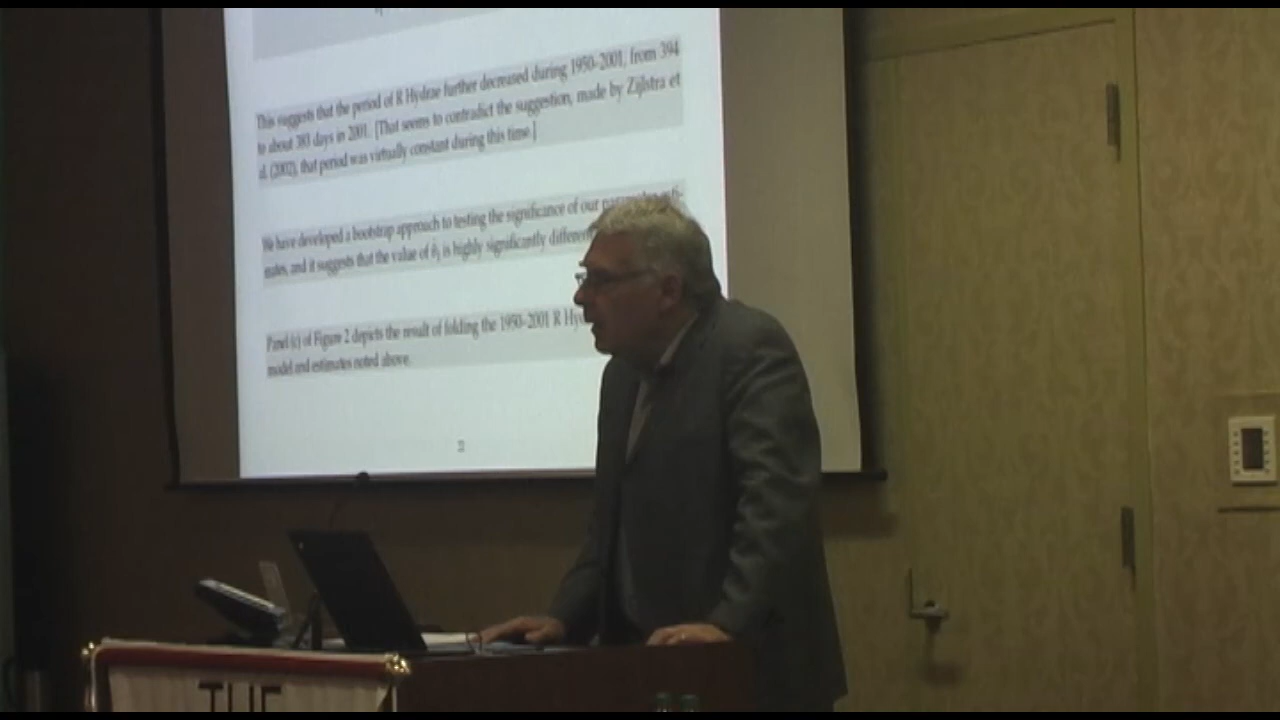 This suggests that the period of R Hydrae further decreased during 1950–2001, from 394
to about 383 days in 2001. [That seems to contradict the suggestion, made by Zijlstra et
al. (2002), that period was virtually constant during this time.]
We have developed a bootstrap approach to testing the significance of our
mates, and it suggests that the value of is highly significantly
Panel (c) of Figure 2 depicts the result of folding the 1950–2001 R Hy
model and estimates noted above.
THE